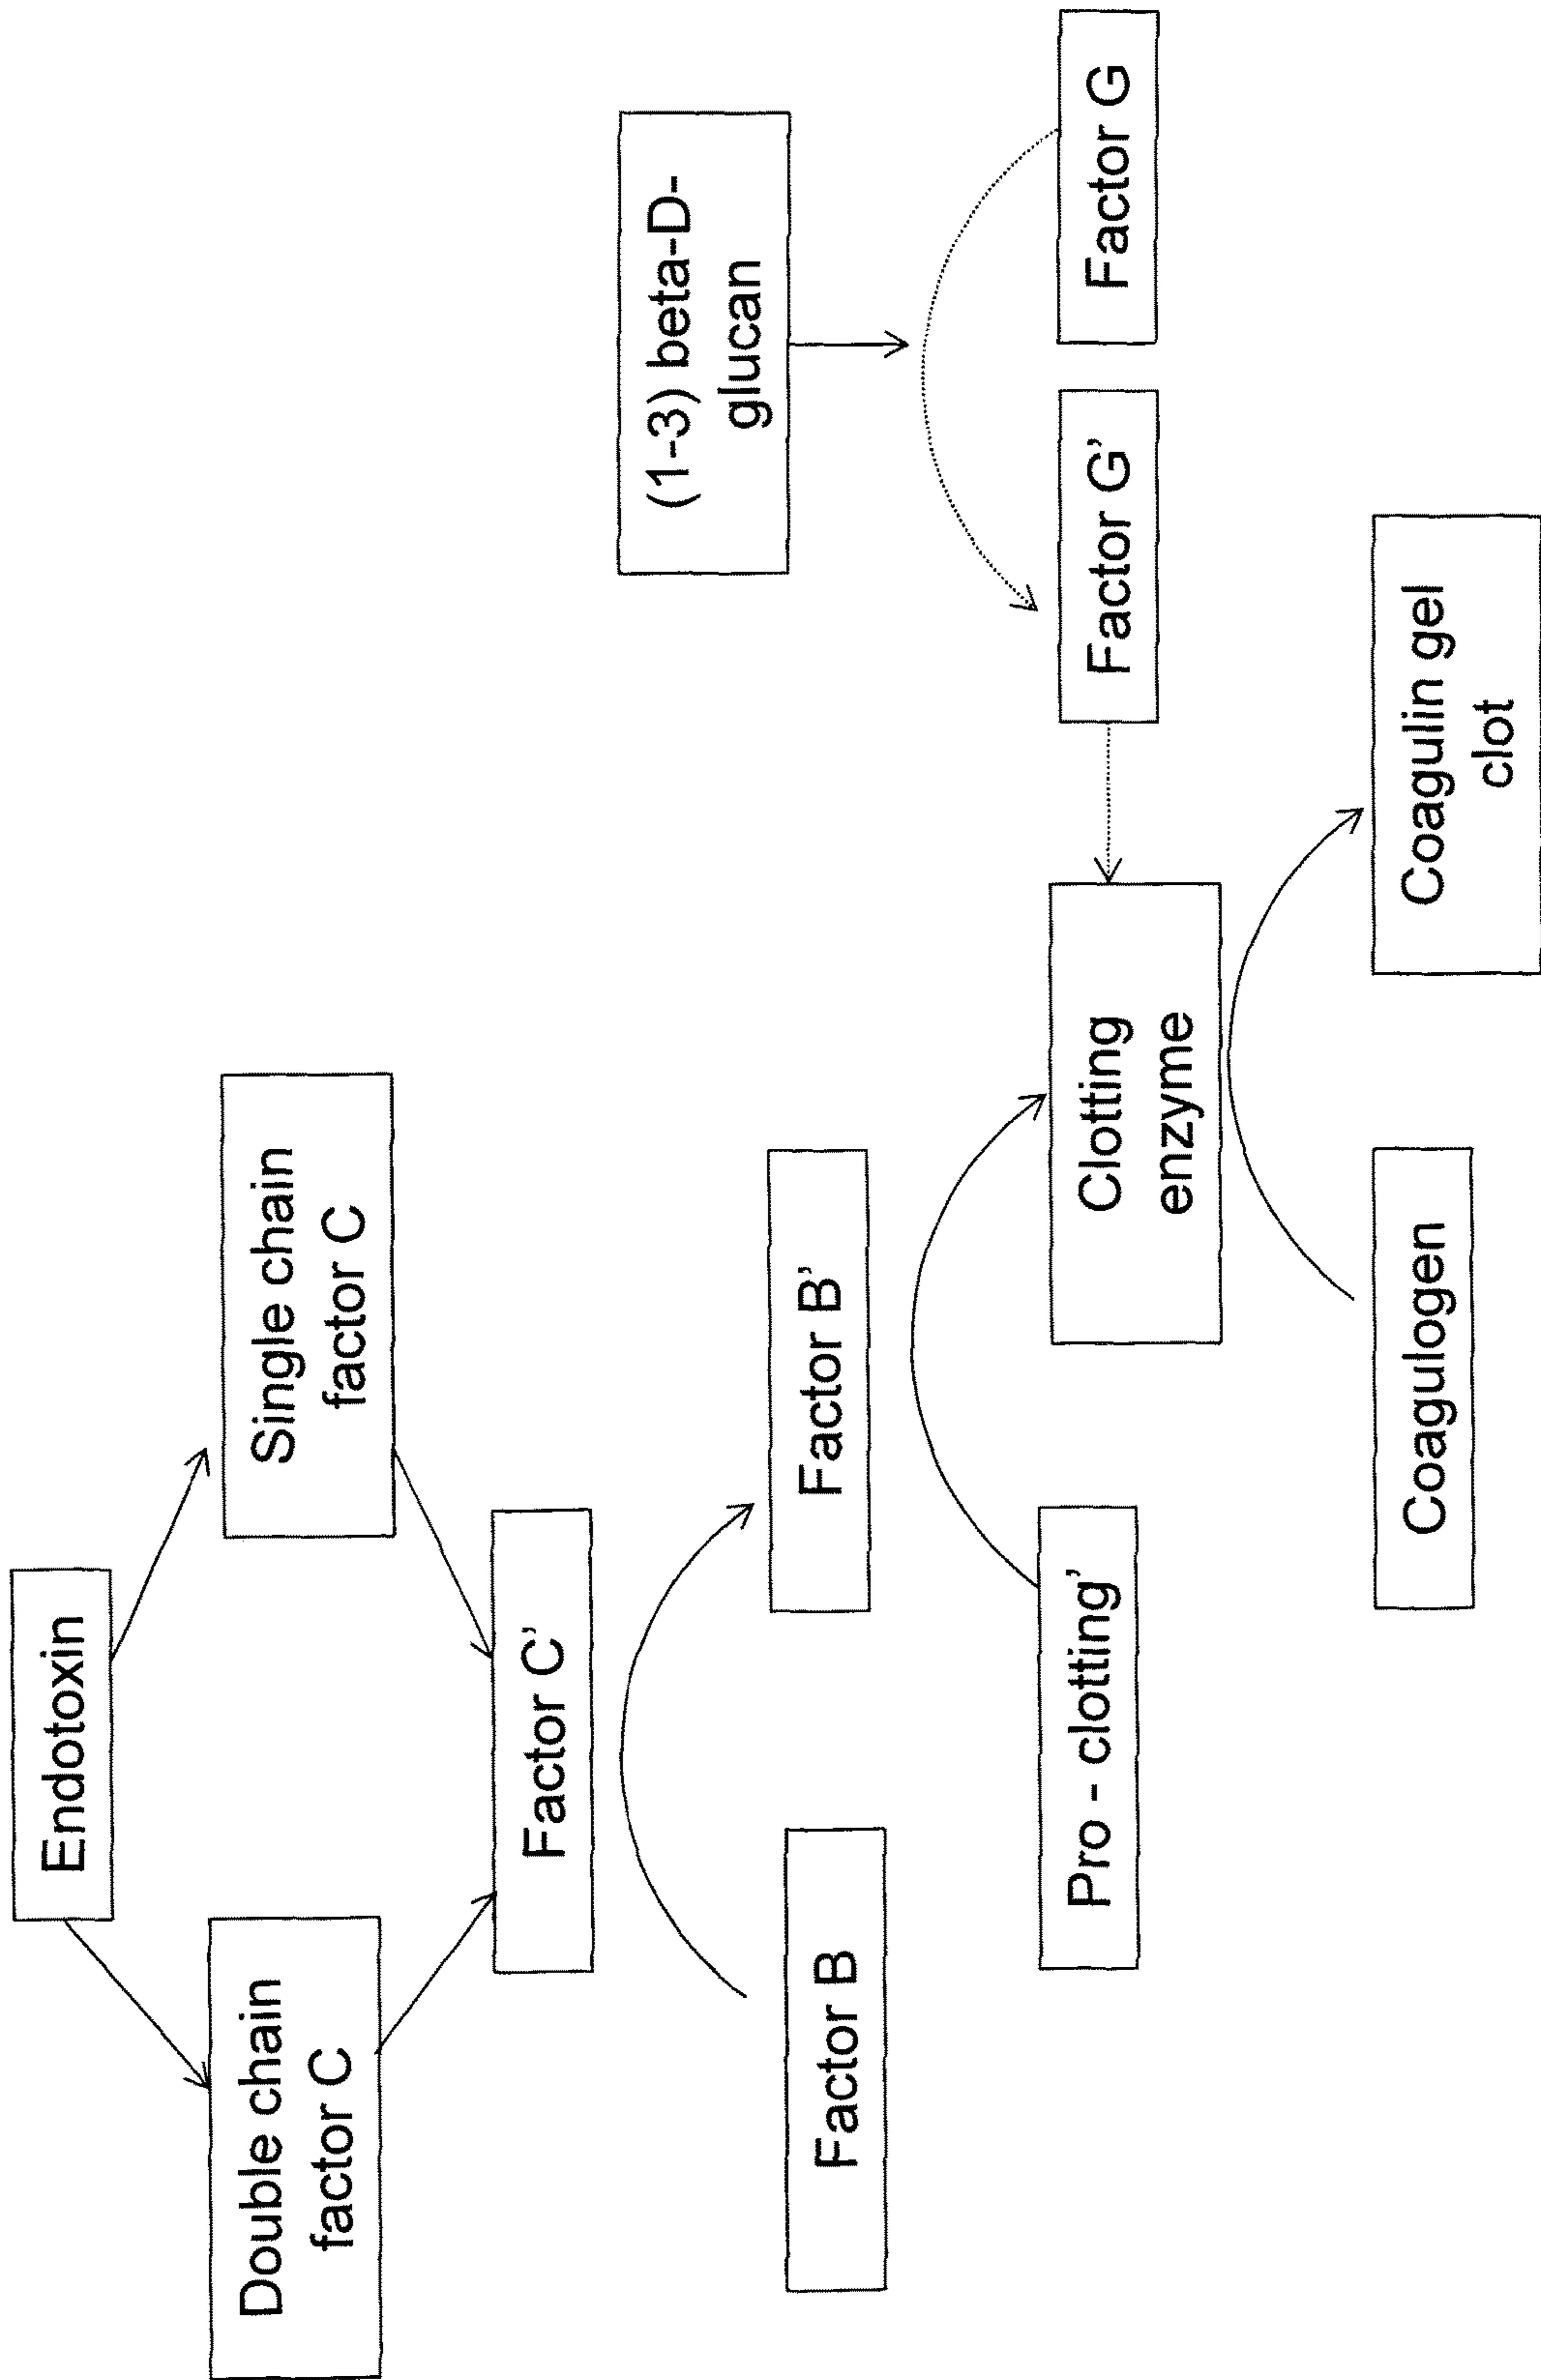 Endotoxin
Double chain
factor C
Single chain
factor C
Factor C’
(1-3) beta-D-
glucan
Factor B
Factor B’
Pro - clotting’
Clotting
enzyme
Factor G’
Factor G
Coagulogen
Coagulin gel
clot